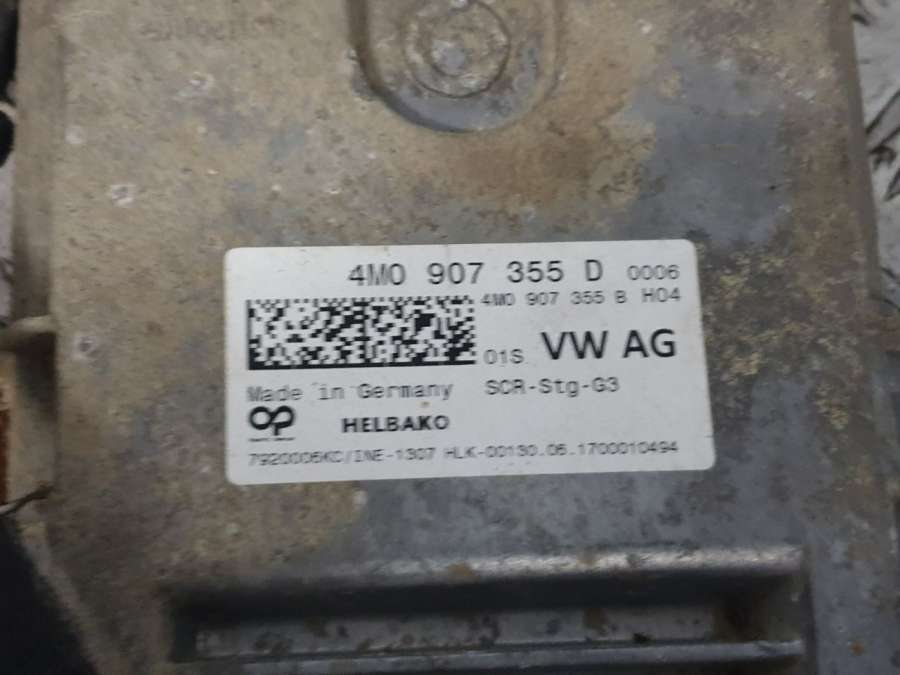 4M0 907 355 D 0006
4M0 907 355 B H04
01S VW AG
Made in Germany SCR-Stg-G3
HELBAKO
7920006KC/INE-1307 HLK-00130.06.1700010494